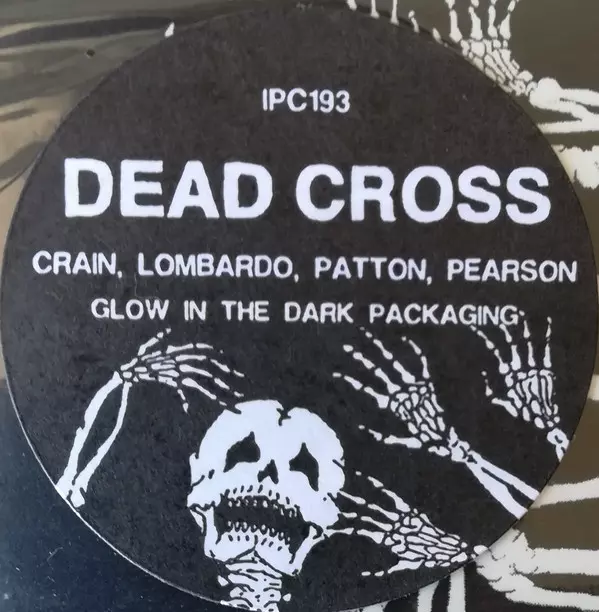 IPC193
DEAD CROSS
CRAIN, LOMBARDO, PATTON, PEARSON
GLOW IN THE DARK PACKAGING